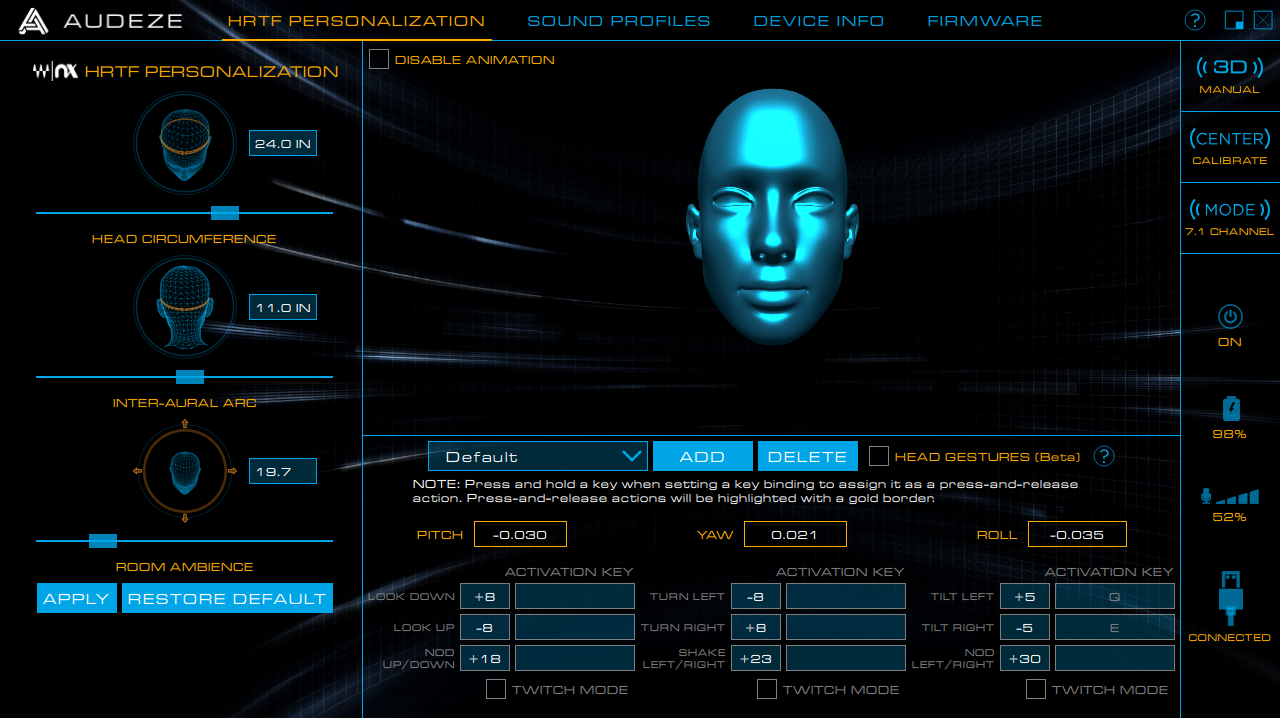 AUDEZE
HRTF PERSONALIZATION
SOUND PROFILES
DEVICE INFO
FIRMWARE
?
W|NX HRTF PERSONALIZATION
24.0 IN
HEAD CIRCUMFERENCE
11.0 IN
INTER-AURAL ARC
19.7
ROOM AMBIENCE
APPLY
RESTORE DEFAULT
DISABLE ANIMATION
Default
ADD
DELETE
HEAD GESTURES (Beta)
?
NOTE: Press and hold a key when setting a key binding to assign it as a press-and-release
action. Press-and-release actions will be highlighted with a gold border.
PITCH -0.030
YAW 0.021
ROLL -0.035
ACTIVATION KEY
LOOK DOWN +8
LOOK UP -8
NOD
UP/DOWN +18
TWITCH MODE
ACTIVATION KEY
TURN LEFT -8
TURN RIGHT +8
SHAKE
LEFT/RIGHT +23
TWITCH MODE
ACTIVATION KEY
TILT LEFT +5 Q
TILT RIGHT -5 E
NOD
LEFT/RIGHT +30
TWITCH MODE
((3D))
MANUAL
(CENTER)
CALIBRATE
((MODE))
7.1 CHANNEL
ON
98%
52%
CONNECTED